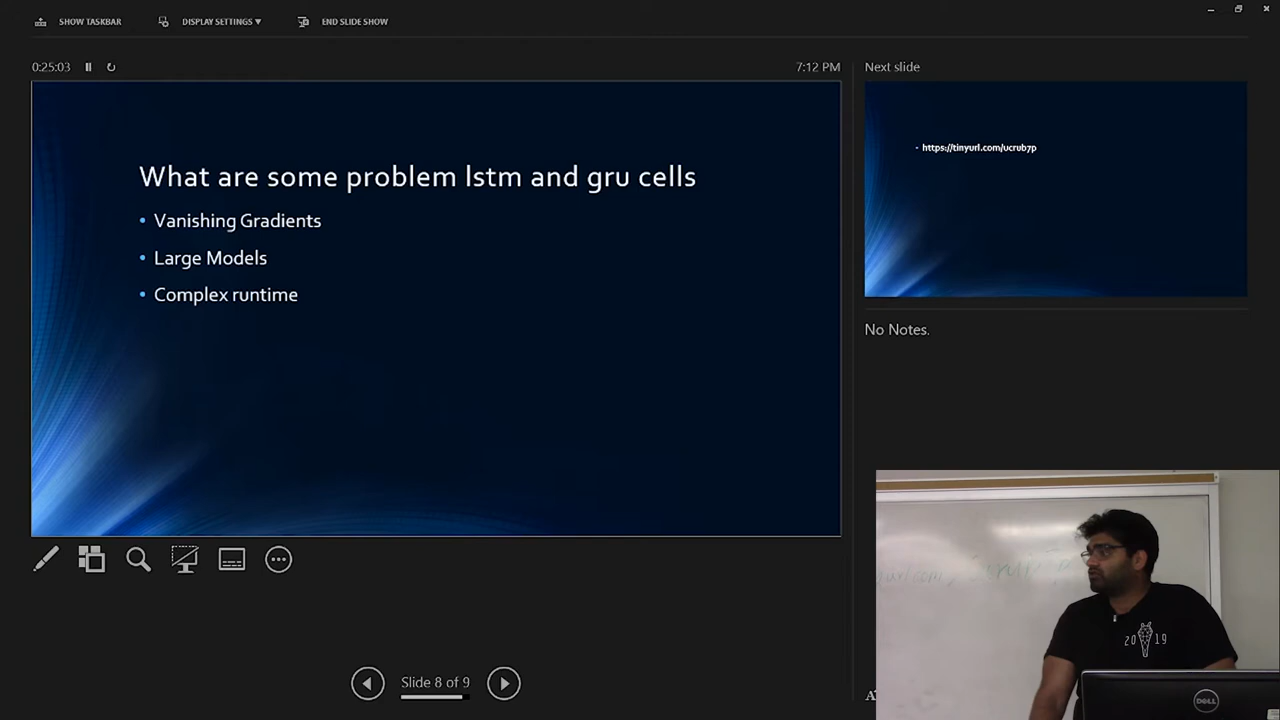 SHOW TASKBAR
DISPLAY SETTINGS ▾
END SLIDE SHOW
0:25:03
7:12 PM
What are some problem lstm and gru cells
• Vanishing Gradients
• Large Models
• Complex runtime
Slide 8 of 9
Next slide
- https://tinyurl.com/ucrub7p
No Notes.
2019
DELL